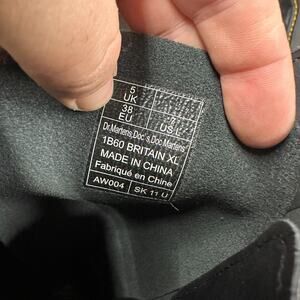 5
UK
38
EU
US L
Dr.Martens,Doc's,Doc Martens
1B60 BRITAIN XL
MADE IN CHINA
Fabriqué en Chine
AW004 SK 11 U